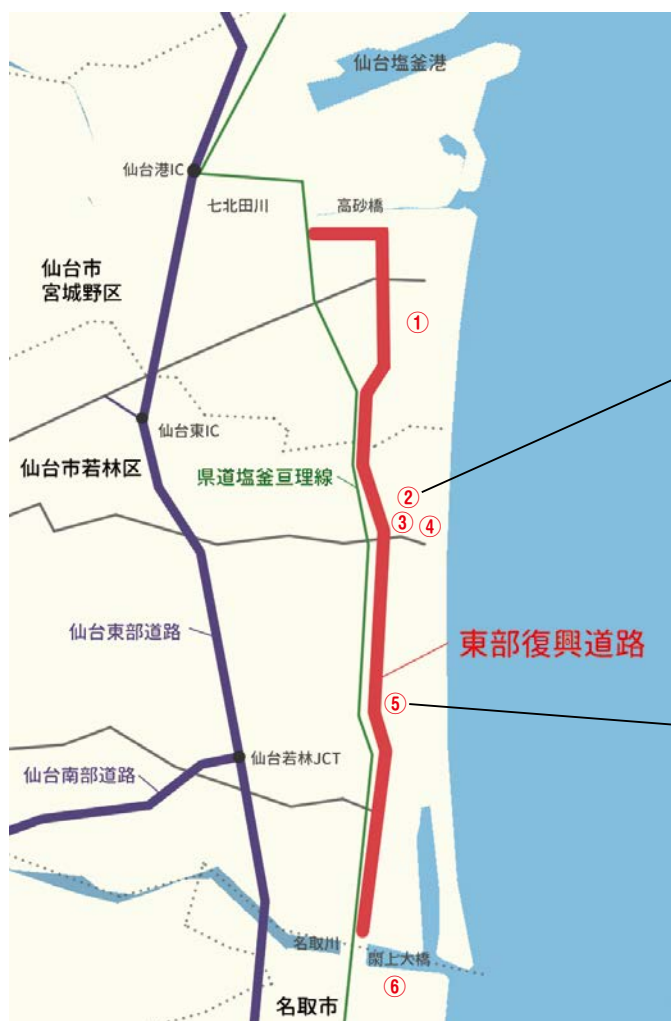 仙台塩釜港
仙台港IC
七北田川
高砂橋
仙台市
宮城野区
①
仙台東IC
仙台市若林区
県道塩釜亘理線
②
③
④
仙台東部道路
東部復興道路
⑤
仙台若林JCT
仙台南部道路
名取川
閖上大橋
⑥
名取市